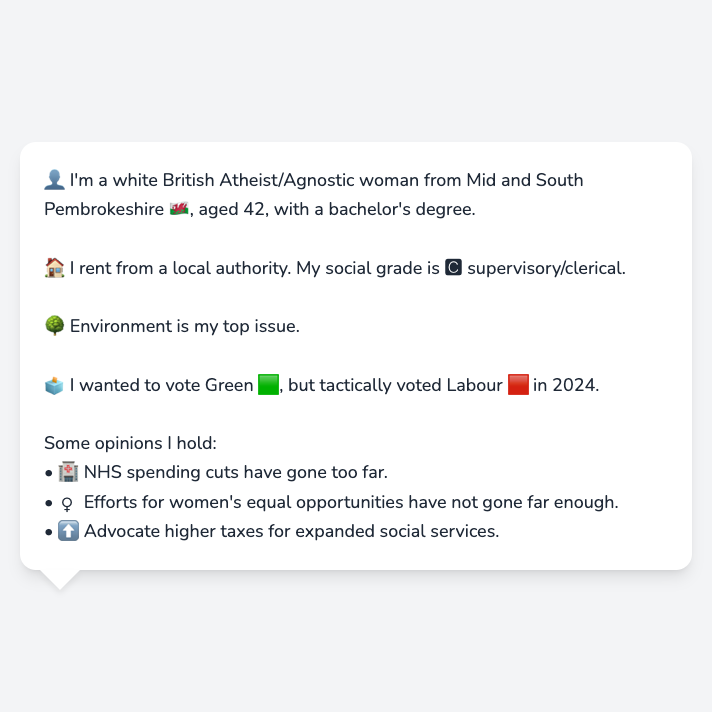 👤 I'm a white British Atheist/Agnostic woman from Mid and South
Pembrokeshire 🏴󠁧󠁢󠁷󠁬󠁳󠁿, aged 42, with a bachelor's degree.
🏠 I rent from a local authority. My social grade is 🅲 supervisory/clerical.
🌳 Environment is my top issue.
🗳️ I wanted to vote Green 🟩, but tactically voted Labour 🟥 in 2024.
Some opinions I hold:
• 🏥 NHS spending cuts have gone too far.
• ♀ Efforts for women's equal opportunities have not gone far enough.
• ⬆️ Advocate higher taxes for expanded social services.